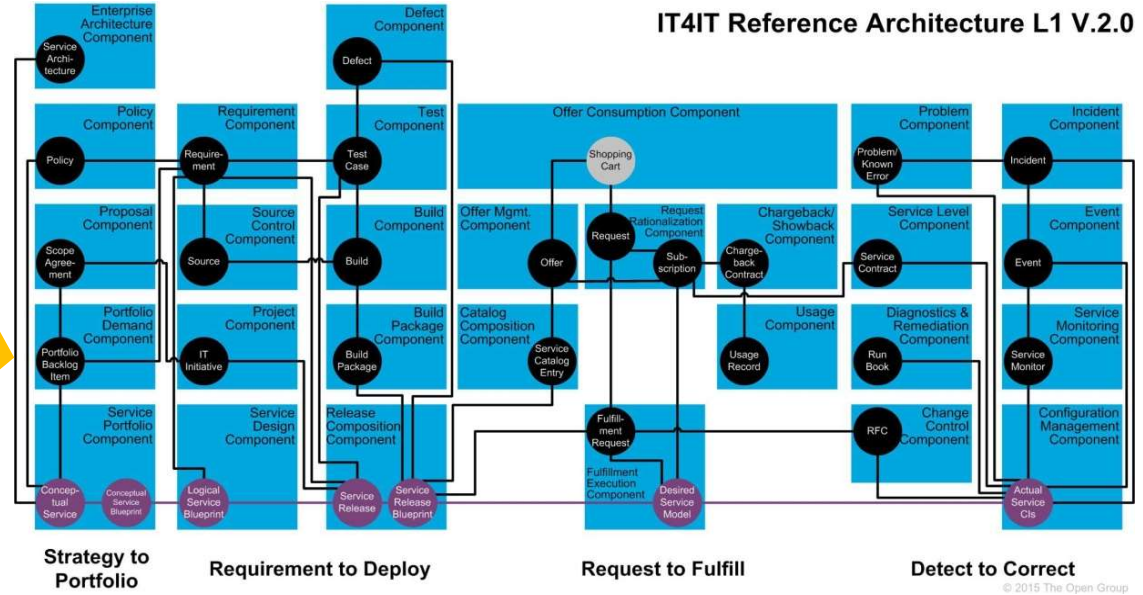 IT4IT Reference Architecture L1 V.2.0
Enterprise
Architecture
Component
Service
Archi-
tecture
Defect
Component
Defect
Policy
Component
Policy
Requirement
Component
Require-
ment
Test
Component
Test
Case
Offer Consumption Component
Shopping
Cart
Problem
Component
Problem/
Known
Error
Incident
Component
Incident
Proposal
Component
Scope
Agree-
ment
Source
Control
Component
Source
Build
Component
Build
Offer Mgmt.
Component
Offer
Request
Rationalization
Component
Request
Sub-
scription
Chargeback/
Showback
Component
Charge-
back
Contract
Service Level
Component
Service
Contract
Event
Component
Event
Portfolio
Demand
Component
Portfolio
Backlog
Item
Project
Component
IT
Initiative
Build
Package
Component
Build
Package
Catalog
Composition
Component
Service
Catalog
Entry
Usage
Component
Usage
Record
Diagnostics &
Remediation
Component
Run
Book
Service
Monitoring
Component
Service
Monitor
Service
Portfolio
Component
Concep-
tual
Service
Conceptual
Service
Blueprint
Service
Design
Component
Logical
Service
Blueprint
Release
Composition
Component
Service
Release
Service
Release
Blueprint
Fulfill-
ment
Request
Fulfillment
Execution
Component
Desired
Service
Model
Change
Control
Component
RFC
Configuration
Management
Component
Actual
Service
CIs
Strategy to
Portfolio
Requirement to Deploy
Request to Fulfill
Detect to Correct
© 2015 The Open Group